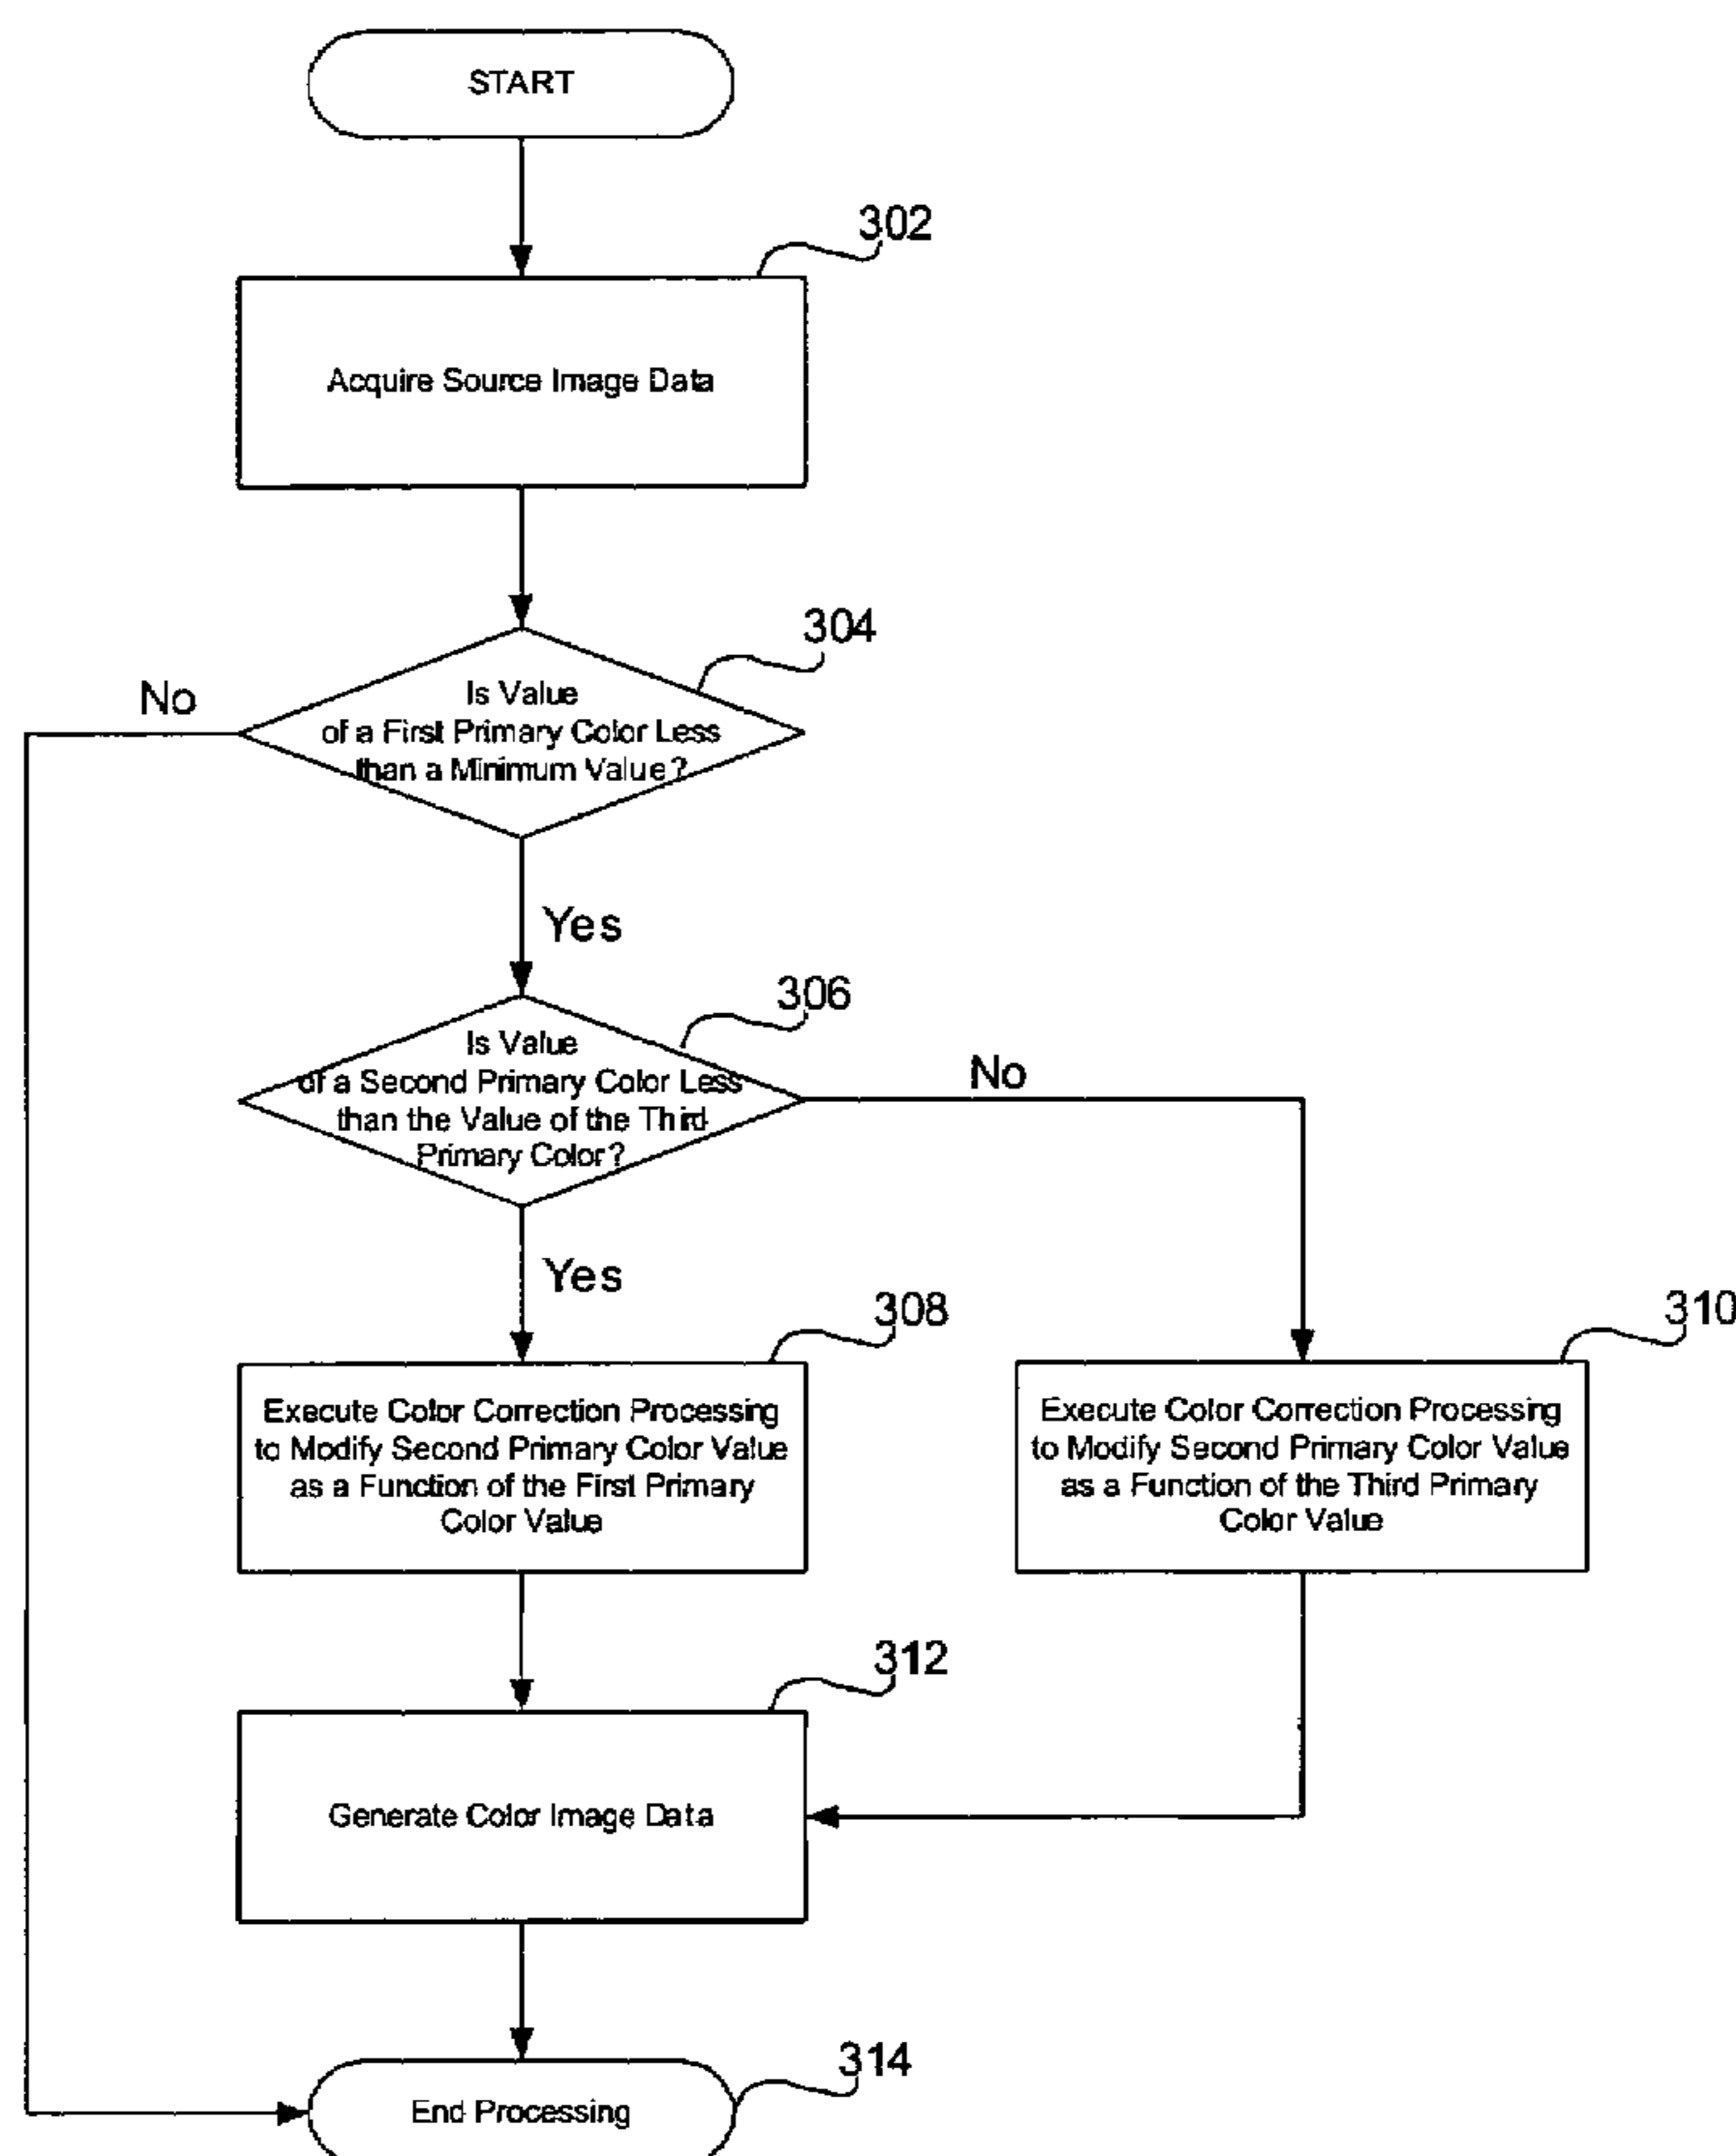 START
302
Acquire Source Image Data
304
No
Is Value
of a First Primary Color Less
than a Minimum Value?
Yes
306
Is Value
of a Second Primary Color Less
than the Value of the Third
Primary Color?
No
Yes
308
310
Execute Color Correction Processing
to Modify Second Primary Color Value
as a Function of the First Primary
Color Value
Execute Color Correction Processing
to Modify Second Primary Color Value
as a Function of the Third Primary
Color Value
312
Generate Color Image Data
314
End Processing